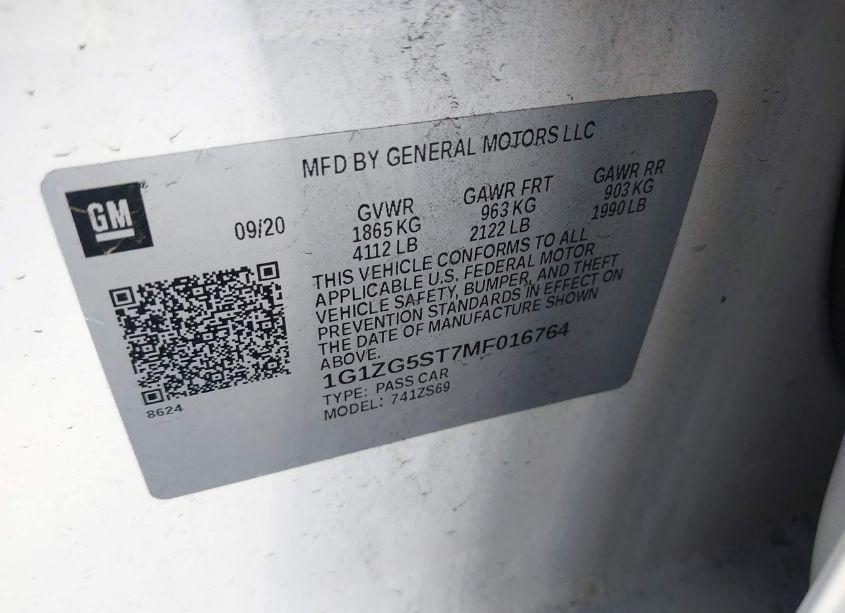 MFD BY GENERAL MOTORS LLC
GM
09/20
GVWR
1865 KG
4112 LB
GAWR FRT
963 KG
2122 LB
GAWR RR
903 KG
1990 LB
THIS VEHICLE CONFORMS TO ALL
APPLICABLE U.S. FEDERAL MOTOR
VEHICLE SAFETY, BUMPER, AND THEFT
PREVENTION STANDARDS IN EFFECT ON
THE DATE OF MANUFACTURE SHOWN
ABOVE.
1G1ZG5ST7MF016764
TYPE: PASS CAR
MODEL: 741ZS69
8624